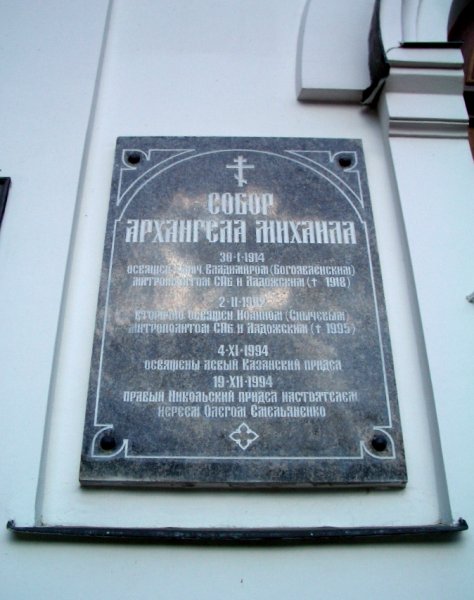 СОБОР
АРХАНГЕЛА МИХАИЛА
30·I·1914
освящен Владимиром (Богоявленским)
митрополитом СПб и Ладожским († 1918)
2·II·1992
вторично освящен Иоанном (Снычевым)
митрополитом СПб и Ладожским († 1995)
4·XI·1994
освящены левый Казанский придел
19·XII·1994
правый Никольский придел настоятелем
иереем Олегом Емельяненко